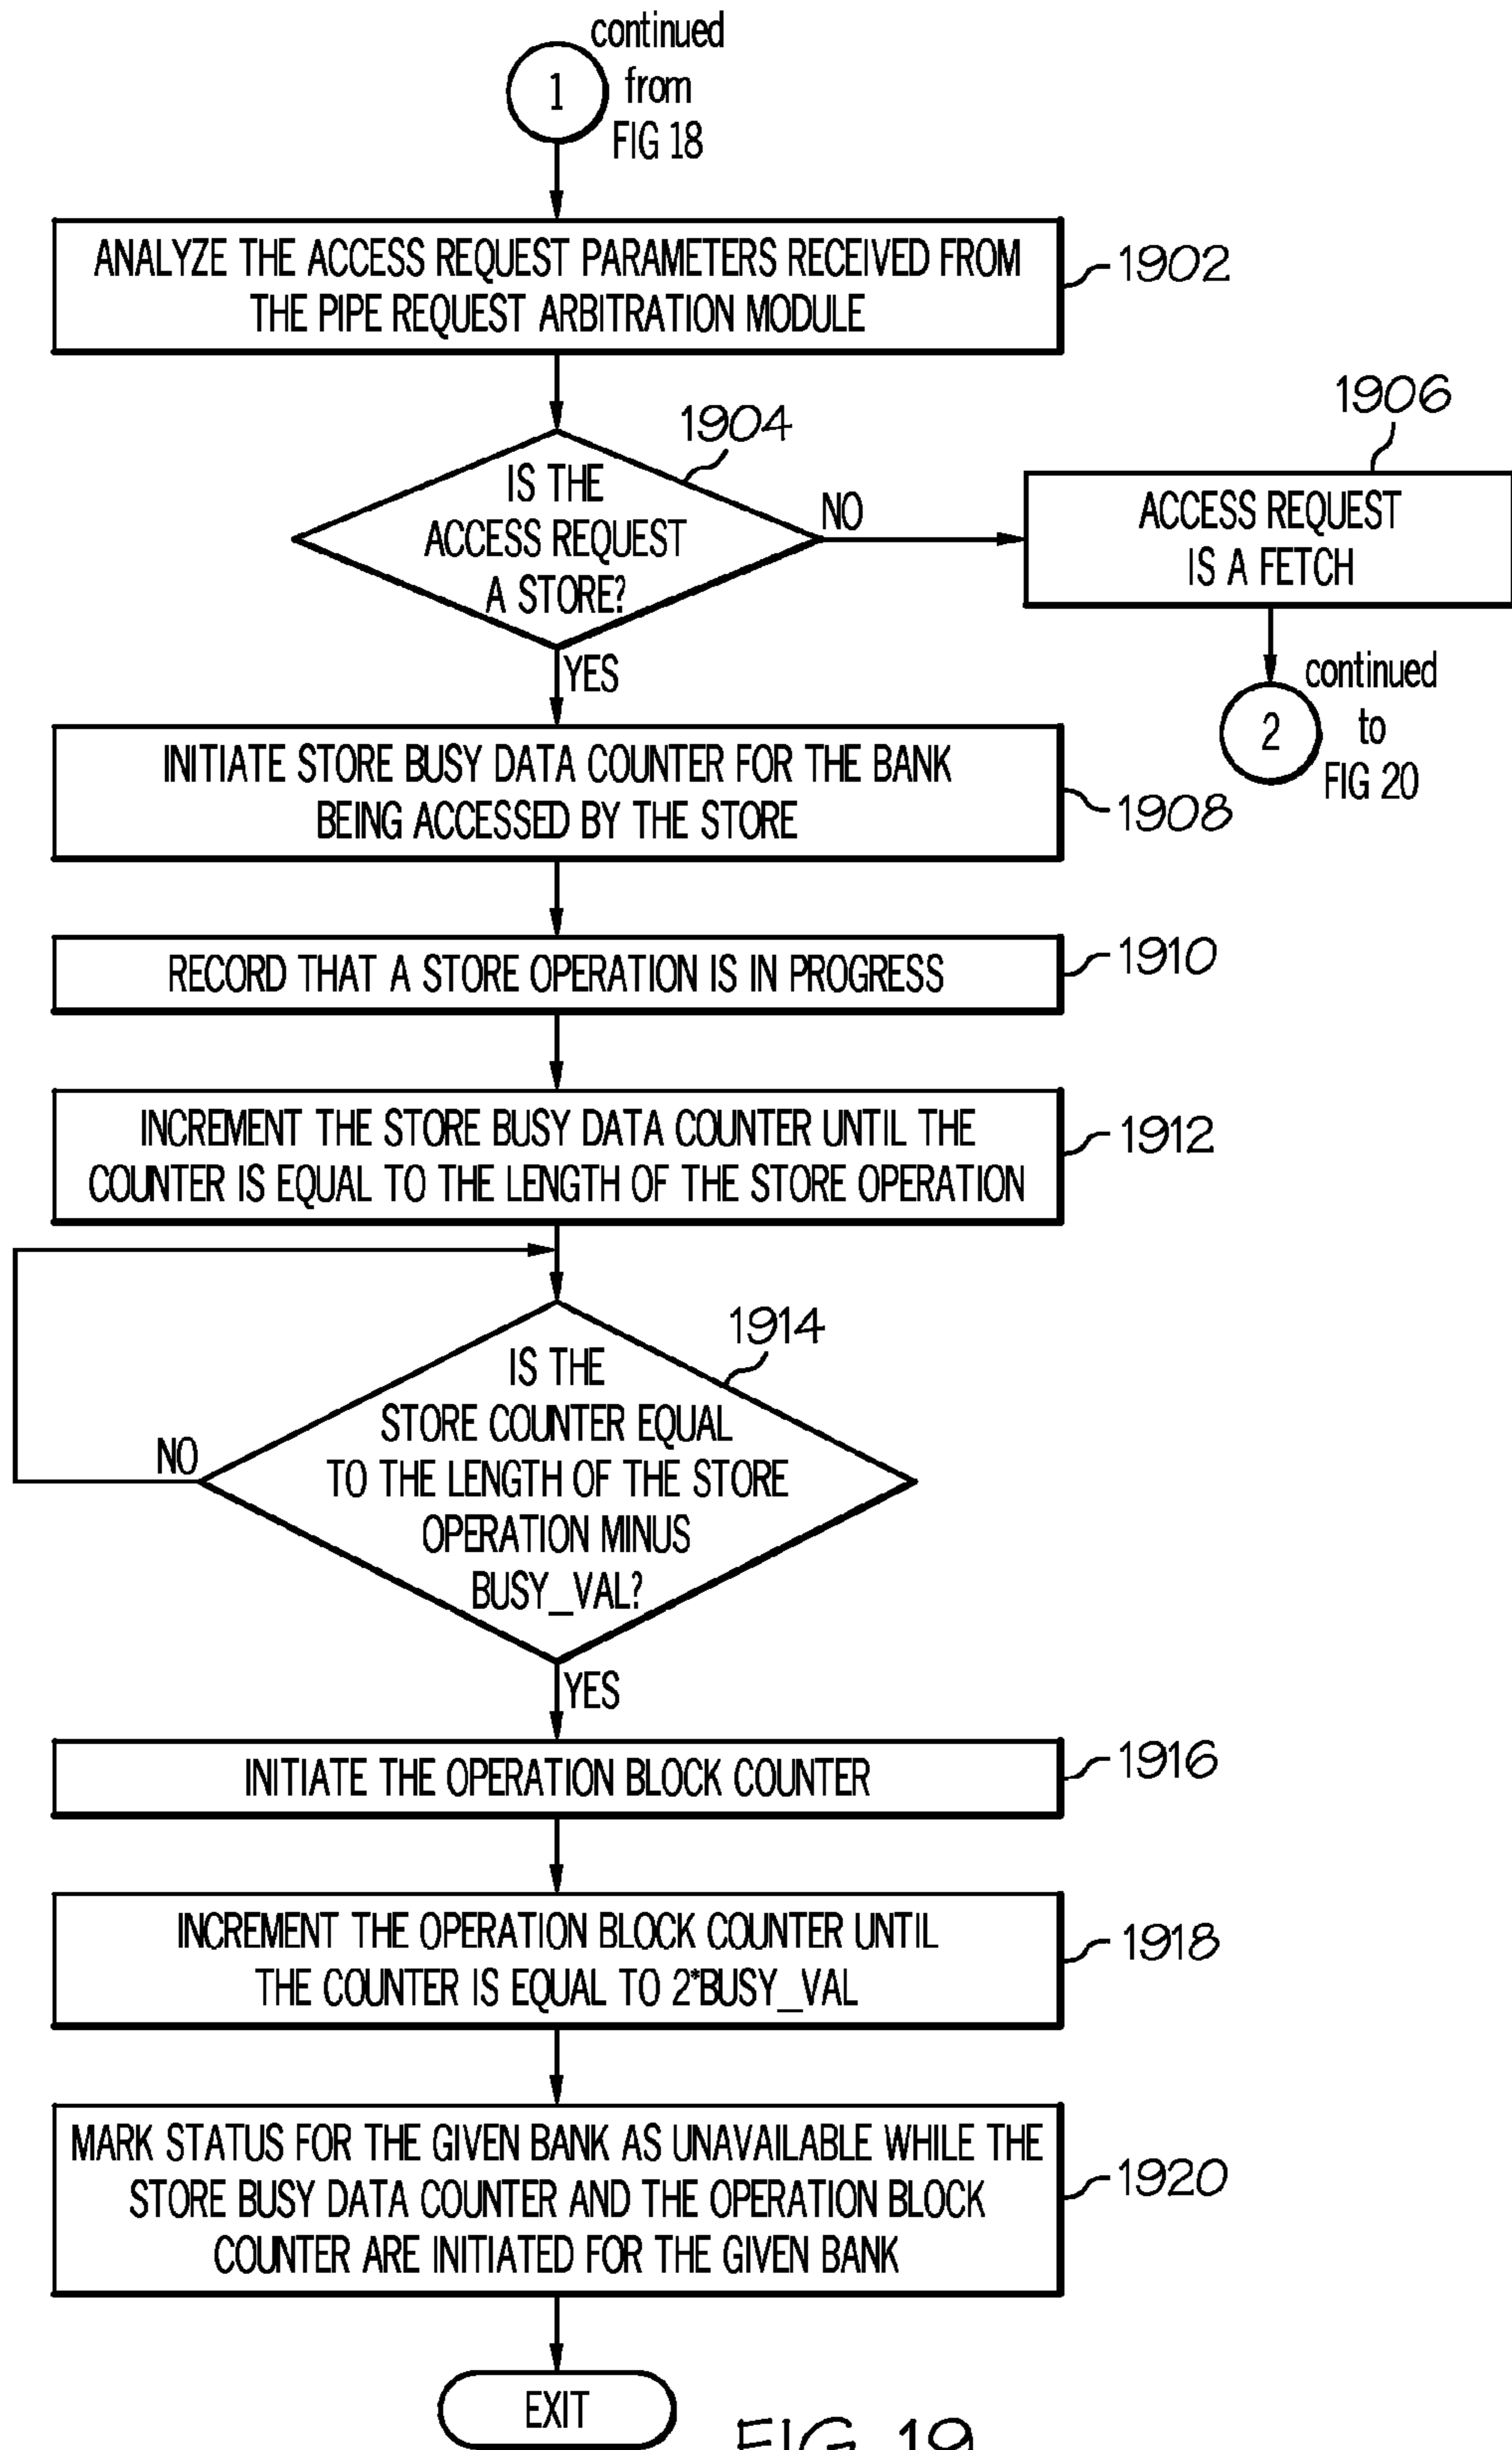 continued
1 from
FIG 18
ANALYZE THE ACCESS REQUEST PARAMETERS RECEIVED FROM
THE PIPE REQUEST ARBITRATION MODULE
1902
1904
IS THE
ACCESS REQUEST
A STORE?
NO
1906
ACCESS REQUEST
IS A FETCH
YES
continued
2 to
FIG 20
INITIATE STORE BUSY DATA COUNTER FOR THE BANK
BEING ACCESSED BY THE STORE
1908
RECORD THAT A STORE OPERATION IS IN PROGRESS
1910
INCREMENT THE STORE BUSY DATA COUNTER UNTIL THE
COUNTER IS EQUAL TO THE LENGTH OF THE STORE OPERATION
1912
1914
IS THE
STORE COUNTER EQUAL
TO THE LENGTH OF THE STORE
OPERATION MINUS
BUSY_VAL?
NO
YES
INITIATE THE OPERATION BLOCK COUNTER
1916
INCREMENT THE OPERATION BLOCK COUNTER UNTIL
THE COUNTER IS EQUAL TO 2*BUSY_VAL
1918
MARK STATUS FOR THE GIVEN BANK AS UNAVAILABLE WHILE THE
STORE BUSY DATA COUNTER AND THE OPERATION BLOCK
COUNTER ARE INITIATED FOR THE GIVEN BANK
1920
EXIT
FIG. 19